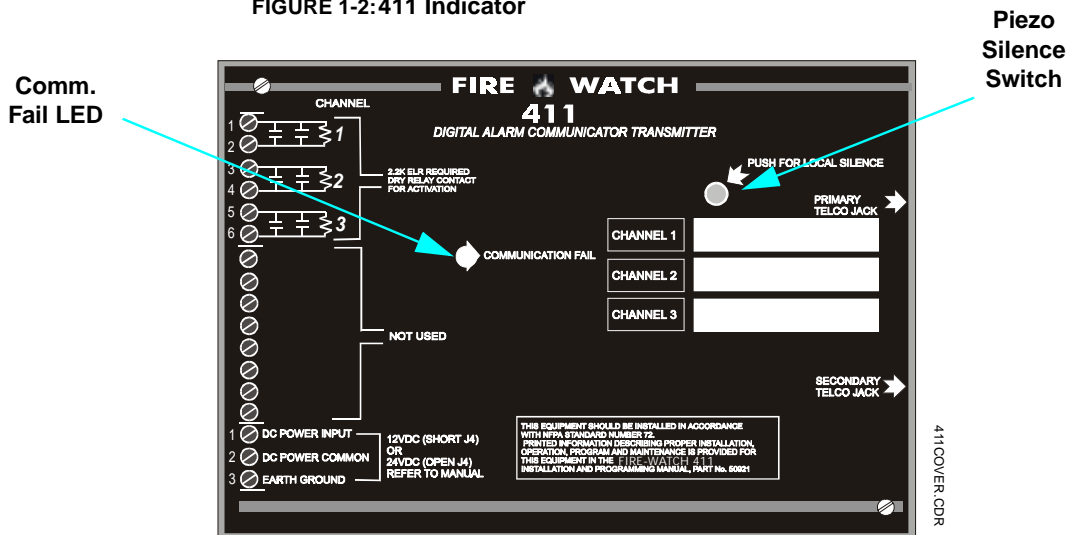 FIGURE 1-2: 411 Indicator
Piezo
Silence
Switch
Comm.
Fail LED
FIRE WATCH
411
DIGITAL ALARM COMMUNICATOR TRANSMITTER
CHANNEL
1
2
1
3
4
2
5
6
3
2.2K ELR REQUIRED
DRY RELAY CONTACT
FOR ACTIVATION
PUSH FOR LOCAL SILENCE
PRIMARY
TELCO JACK
COMMUNICATION FAIL
CHANNEL 1
CHANNEL 2
CHANNEL 3
NOT USED
SECONDARY
TELCO JACK
1 DC POWER INPUT
2 DC POWER COMMON
3 EARTH GROUND
12VDC (SHORT J4)
OR
24VDC (OPEN J4)
REFER TO MANUAL
THIS EQUIPMENT SHOULD BE INSTALLED IN ACCORDANCE
WITH NFPA STANDARD NUMBER 72.
PRINTED INFORMATION DESCRIBING PROPER INSTALLATION,
OPERATION, PROGRAM AND MAINTENANCE IS PROVIDED FOR
THIS EQUIPMENT IN THE FIRE-WATCH 411
INSTALLATION AND PROGRAMMING MANUAL, PART No. 50921
411COVER.CDR